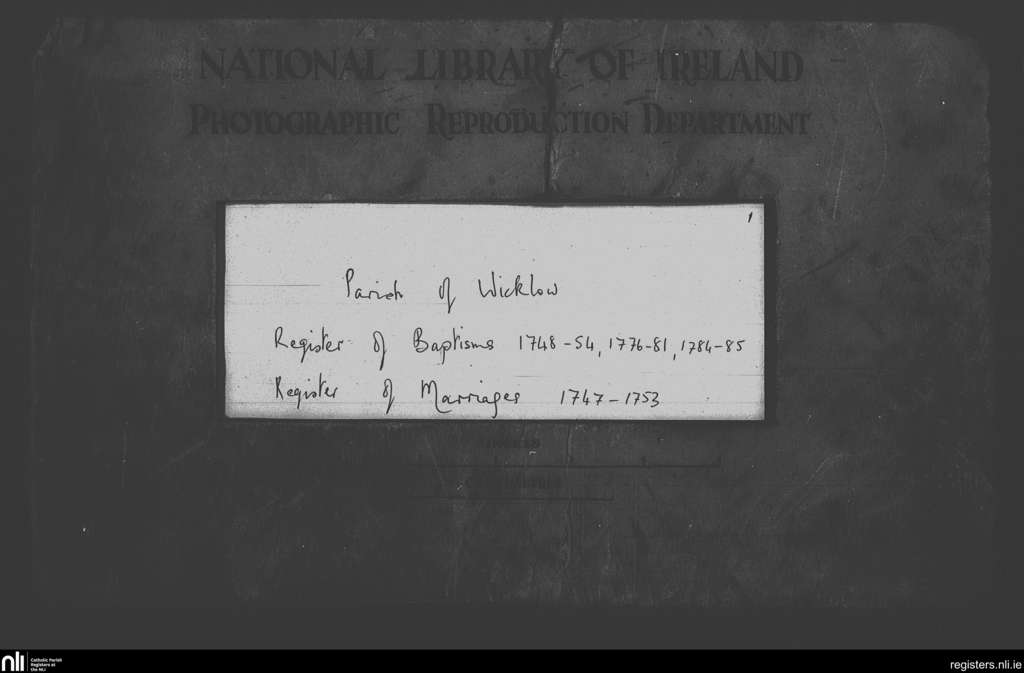 NATIONAL LIBRARY OF IRELAND
PHOTOGRAPHIC REPRODUCTION DEPARTMENT
1
Parish of Wicklow
Register of Baptisms 1748-54, 1776-81, 1784-85
Register of Marriages 1747-1753
nli Catholic Parish
Registers at
the NLI
registers.nli.ie